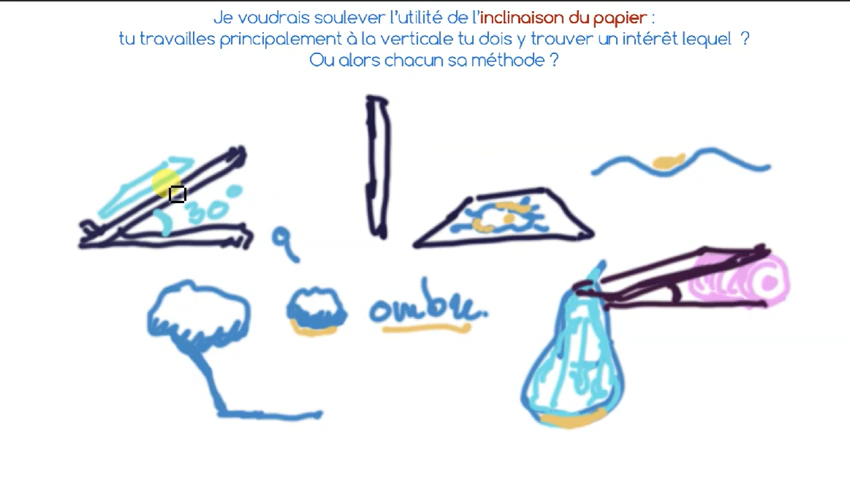 Je voudrais soulever l'utilité de l'inclinaison du papier :
tu travailles principalement à la verticale tu dois y trouver un intérêt lequel ?
Ou alors chacun sa méthode ?
30°
ombre.